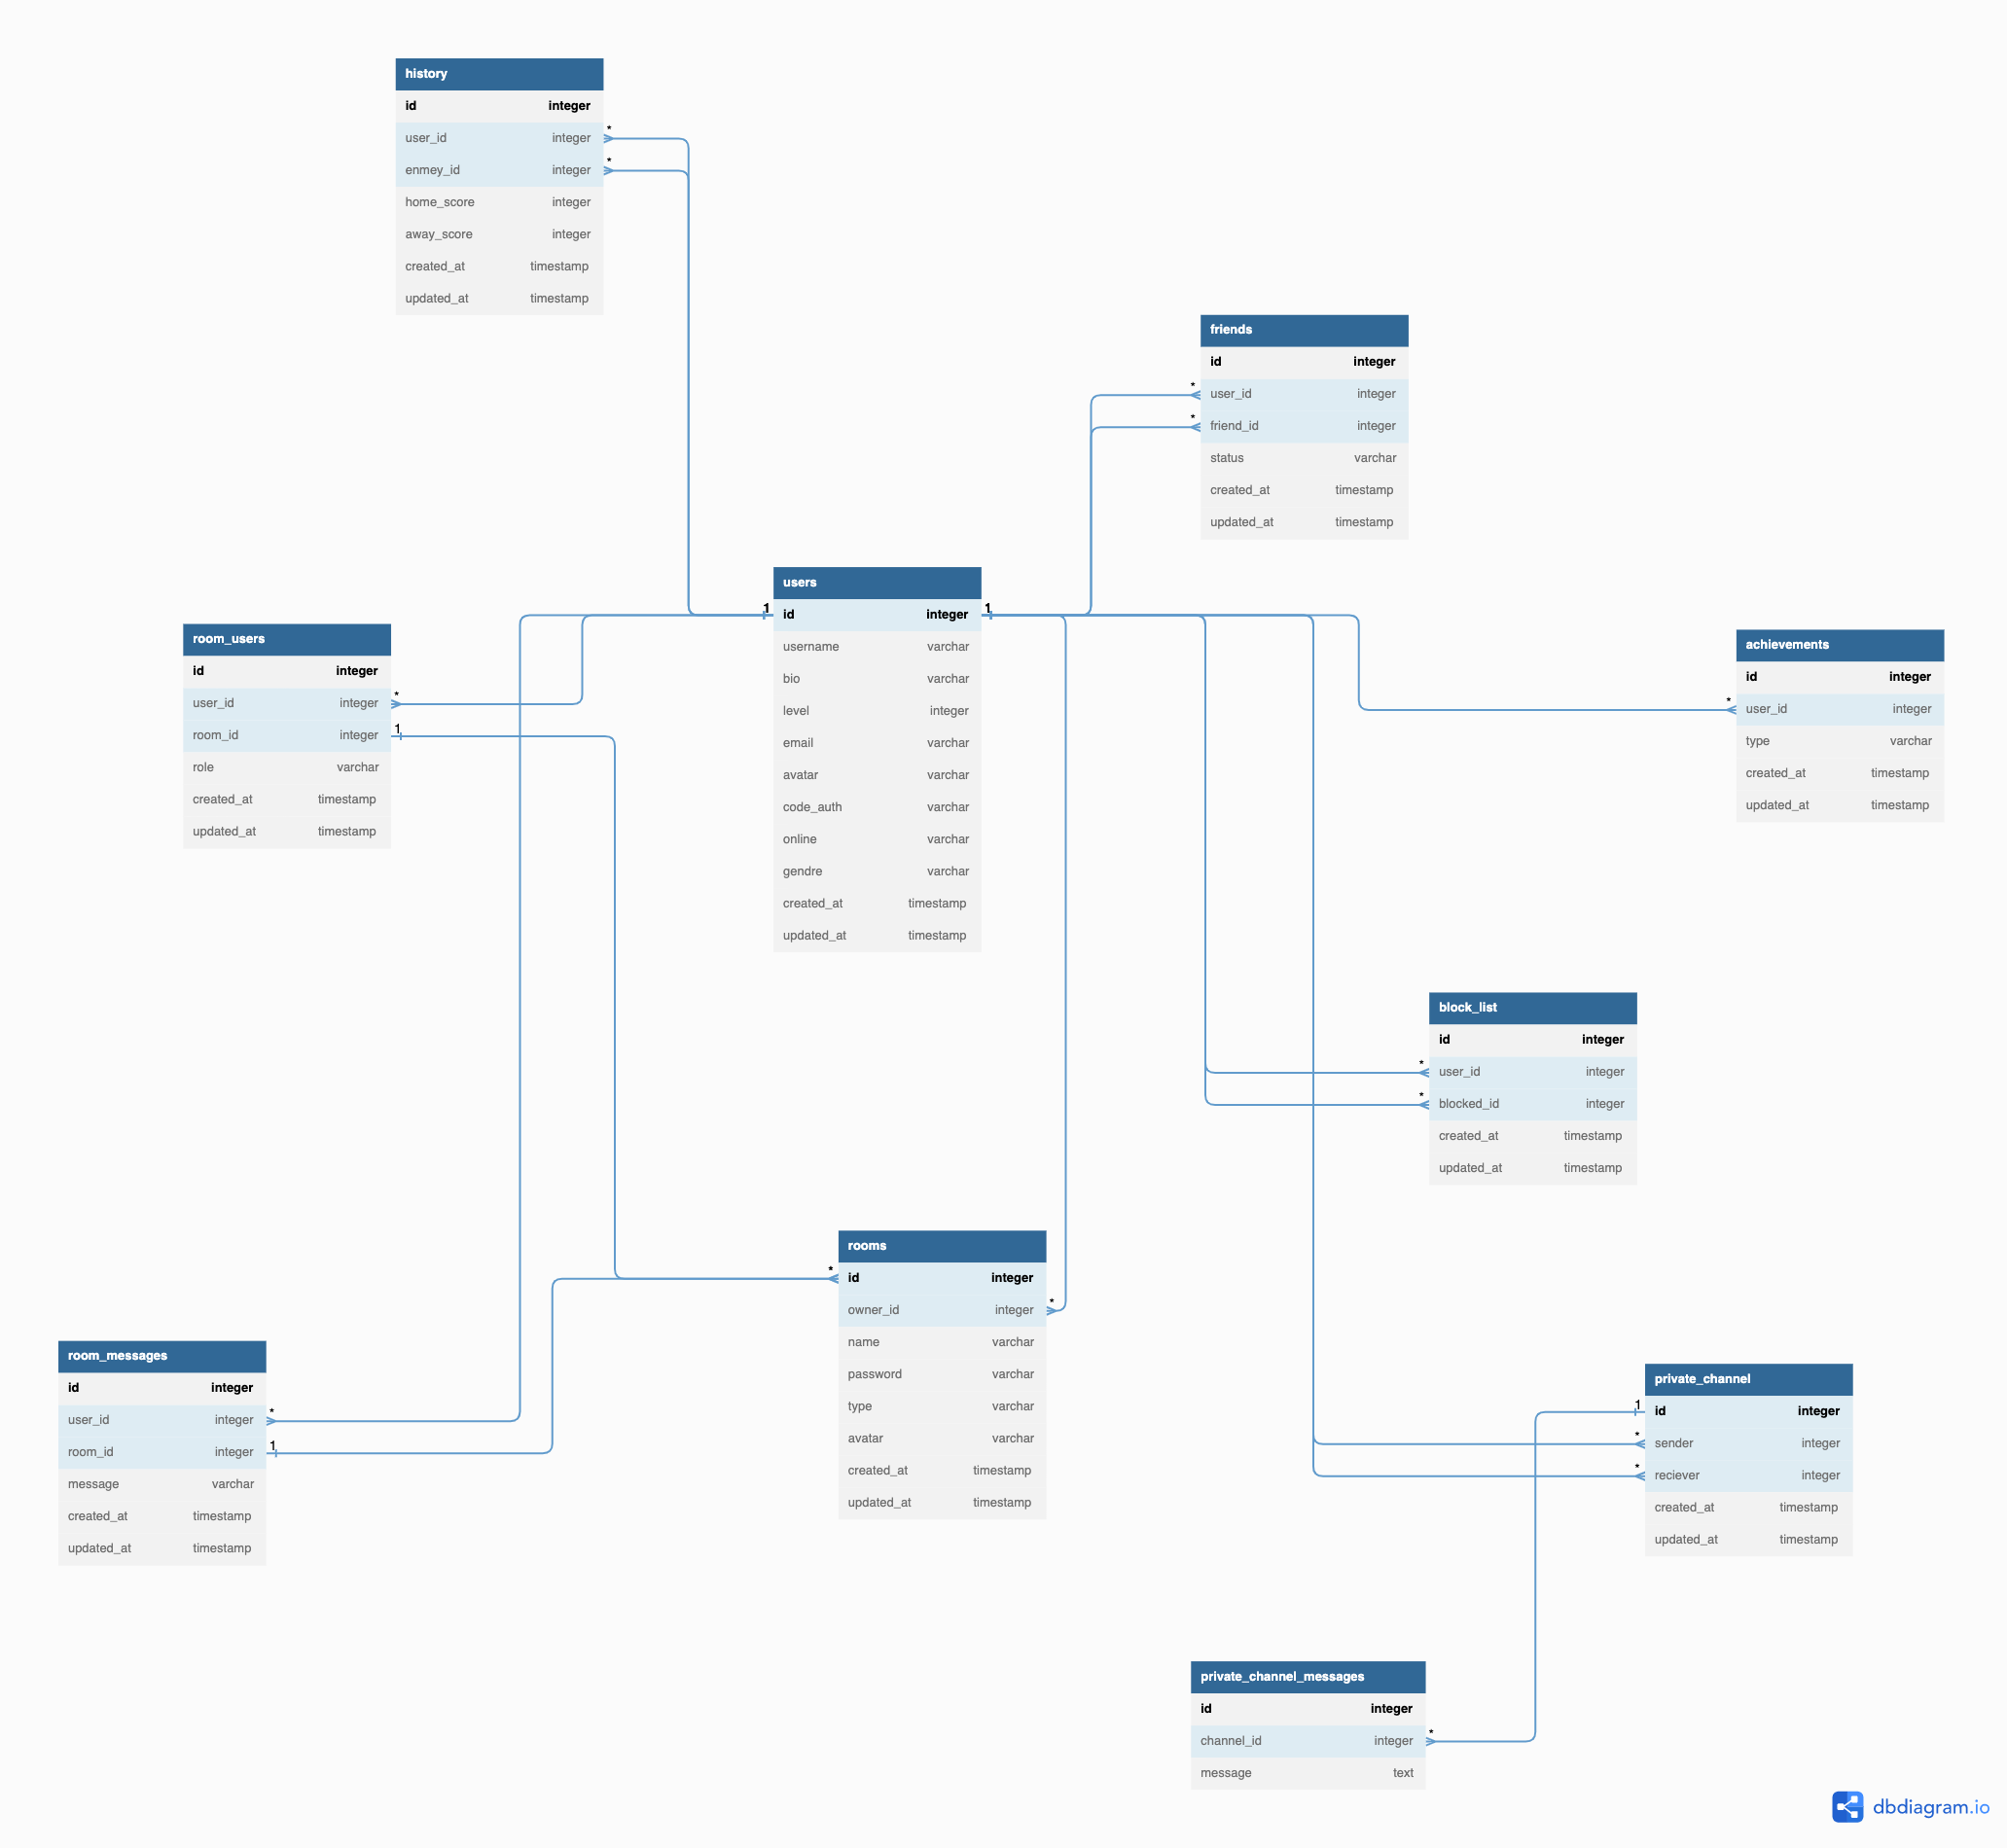 history
id integer
user_id integer
enmey_id integer
home_score integer
away_score integer
created_at timestamp
updated_at timestamp
* 
*
friends
id integer
user_id integer
friend_id integer
status varchar
created_at timestamp
updated_at timestamp
*
*
users
id integer
username varchar
bio varchar
level integer
email varchar
avatar varchar
code_auth varchar
online varchar
gendre varchar
created_at timestamp
updated_at timestamp
1
1
room_users
id integer
user_id integer
room_id integer
role varchar
created_at timestamp
updated_at timestamp
*
1
achievements
id integer
user_id integer
type varchar
created_at timestamp
updated_at timestamp
*
block_list
id integer
user_id integer
blocked_id integer
created_at timestamp
updated_at timestamp
*
*
rooms
id integer
owner_id integer
name varchar
password varchar
type varchar
avatar varchar
created_at timestamp
updated_at timestamp
*
*
room_messages
id integer
user_id integer
room_id integer
message varchar
created_at timestamp
updated_at timestamp
*
1
private_channel
id integer
sender integer
reciever integer
created_at timestamp
updated_at timestamp
1
*
*
private_channel_messages
id integer
channel_id integer
message text
*
dbdiagram.io